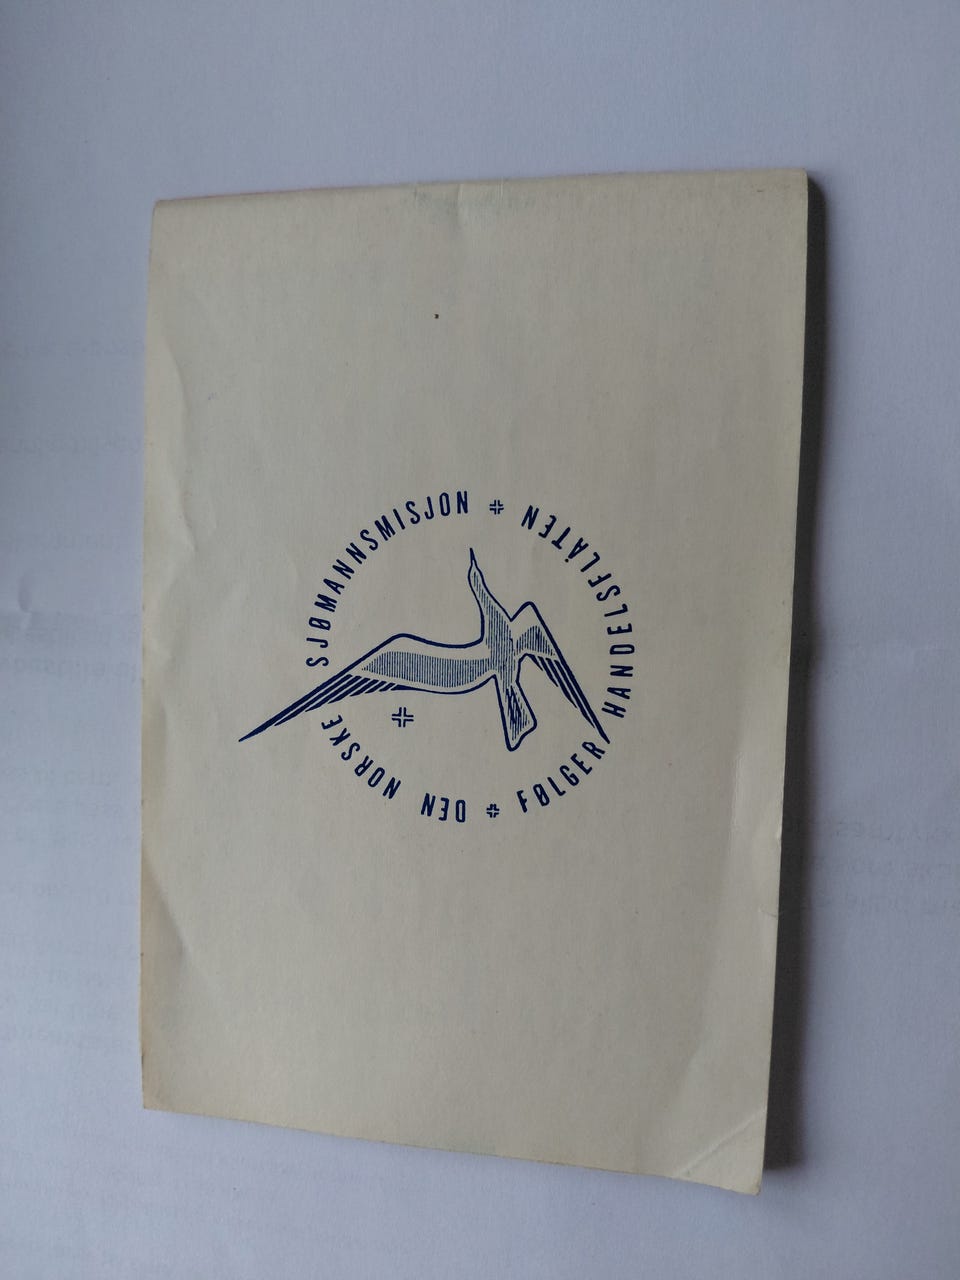 DEN NORSKE SJØMANNSMISJON
FØLGER HANDELSFLÅTEN